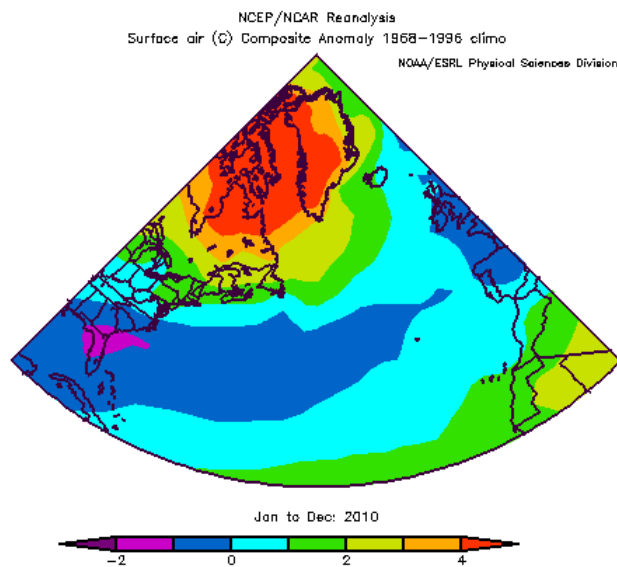 NCEP/NCAR Reanalysis
Surface air (C) Composite Anomaly 1968-1996 climo
NOAA/ESRL Physical Sciences Division
Jan to Dec: 2010
-2 0 2 4